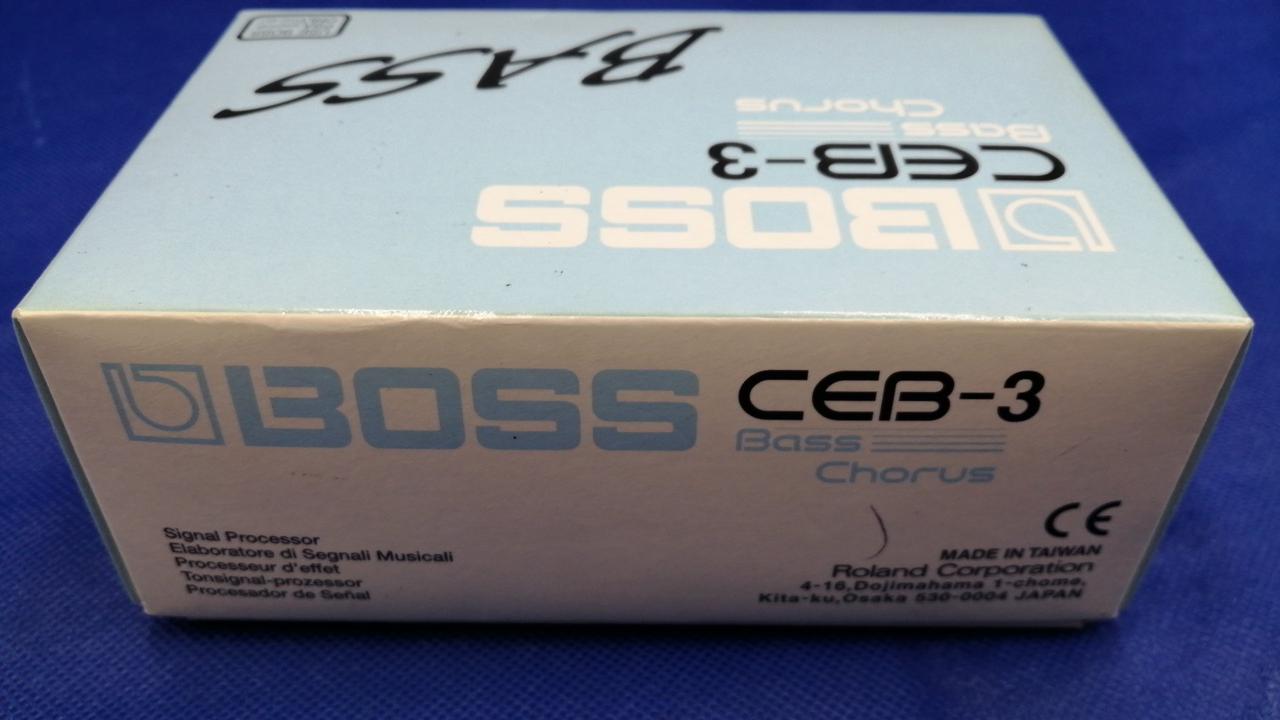 BASS
Bass
Chorus
CEB-3
BOSS
BOSS
CEB-3
Bass
Chorus
Signal Processor
Elaboratore di Segnali Musicali
Processeur d'effet
Tonsignal-prozessor
Procesador de Señal
CE
MADE IN TAIWAN
Roland Corporation
4-16,Dojimahama 1-chome,
Kita-ku,Osaka 530-0004 JAPAN